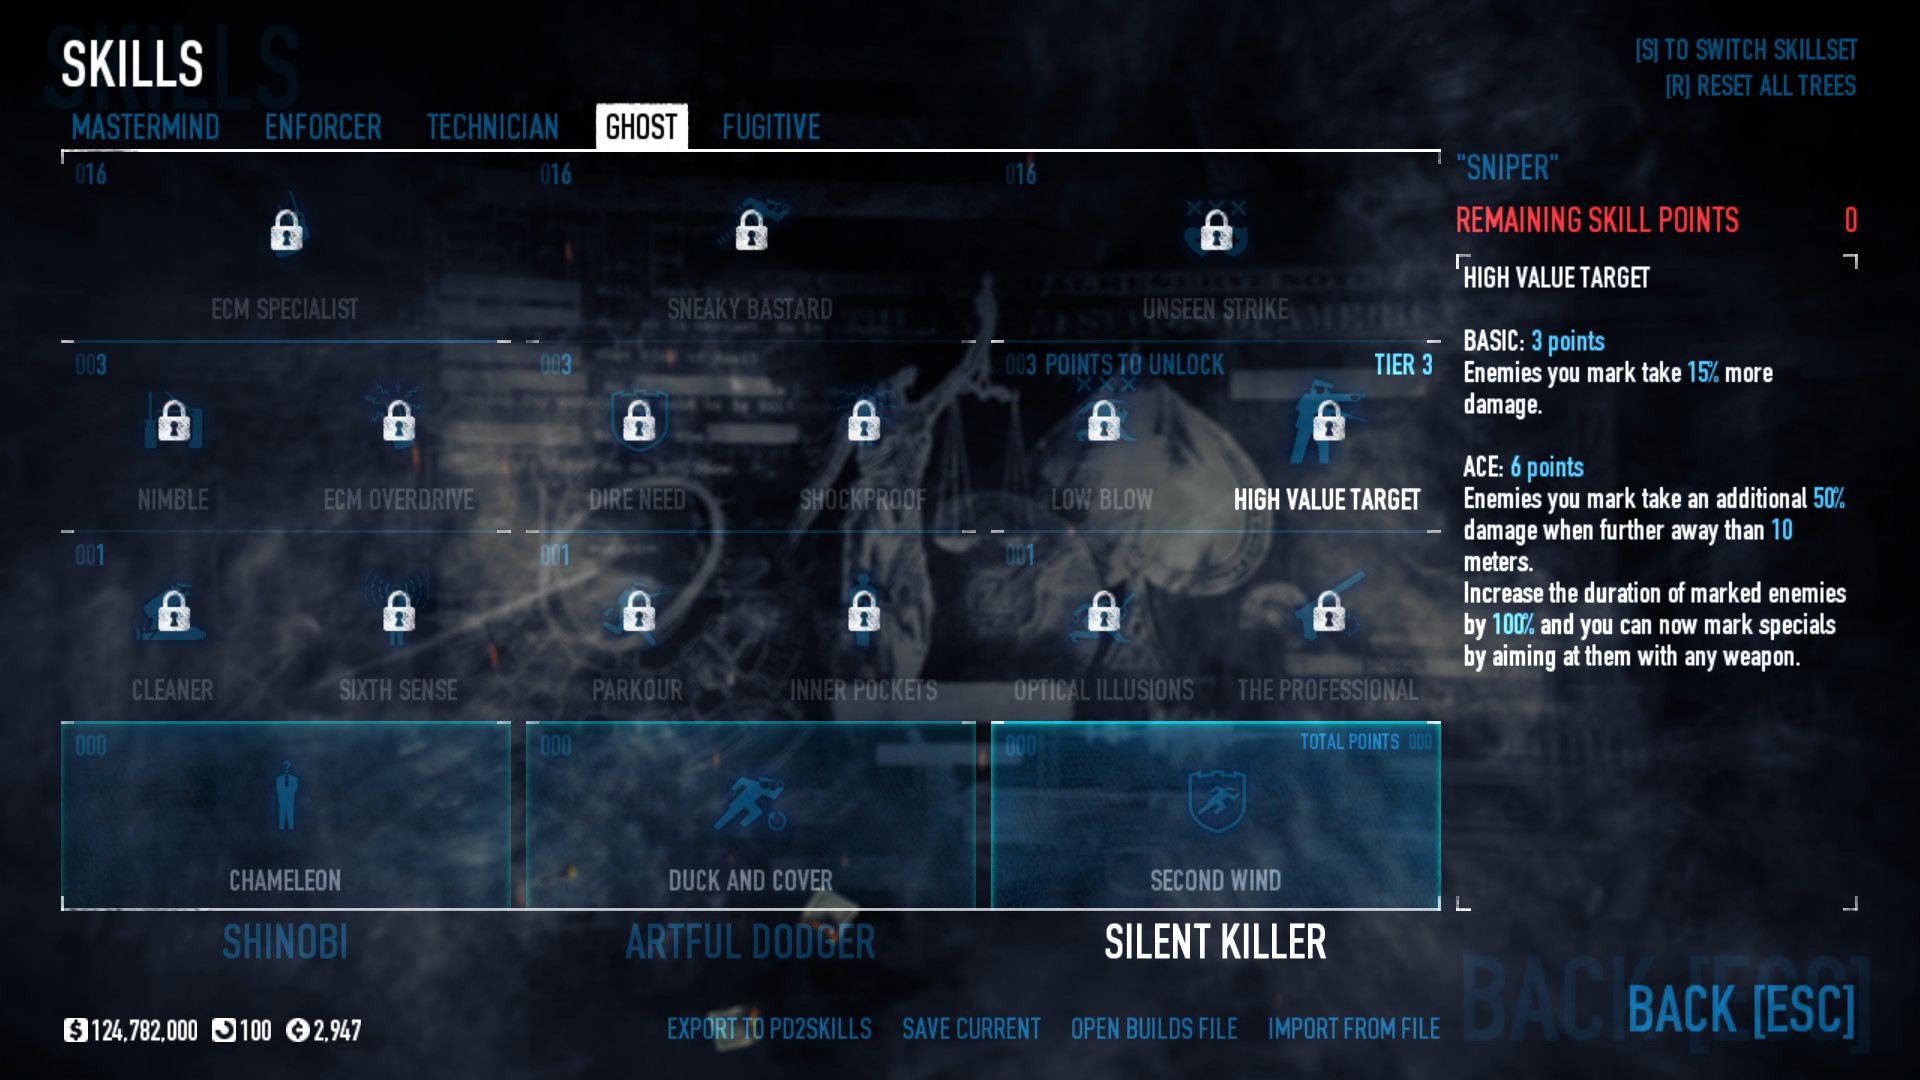 SKILLS
[S] TO SWITCH SKILLSET
[R] RESET ALL TREES
MASTERMIND ENFORCER TECHNICIAN GHOST FUGITIVE
016 016 016
ECM SPECIALIST SNEAKY BASTARD UNSEEN STRIKE
003 003 003 POINTS TO UNLOCK TIER 3
NIMBLE ECM OVERDRIVE DIRE NEED SHOCKPROOF LOW BLOW HIGH VALUE TARGET
001 001 001
CLEANER SIXTH SENSE PARKOUR INNER POCKETS OPTICAL ILLUSIONS THE PROFESSIONAL
000 000 000 TOTAL POINTS 000
CHAMELEON DUCK AND COVER SECOND WIND
SHINOBI ARTFUL DODGER SILENT KILLER
"SNIPER"
REMAINING SKILL POINTS 0
HIGH VALUE TARGET
BASIC: 3 points
Enemies you mark take 15% more
damage.
ACE: 6 points
Enemies you mark take an additional 50%
damage when further away than 10
meters.
Increase the duration of marked enemies
by 100% and you can now mark specials
by aiming at them with any weapon.
$ 124,782,000 100 2,947
EXPORT TO PD2SKILLS SAVE CURRENT OPEN BUILDS FILE IMPORT FROM FILE
BACK [ESC]